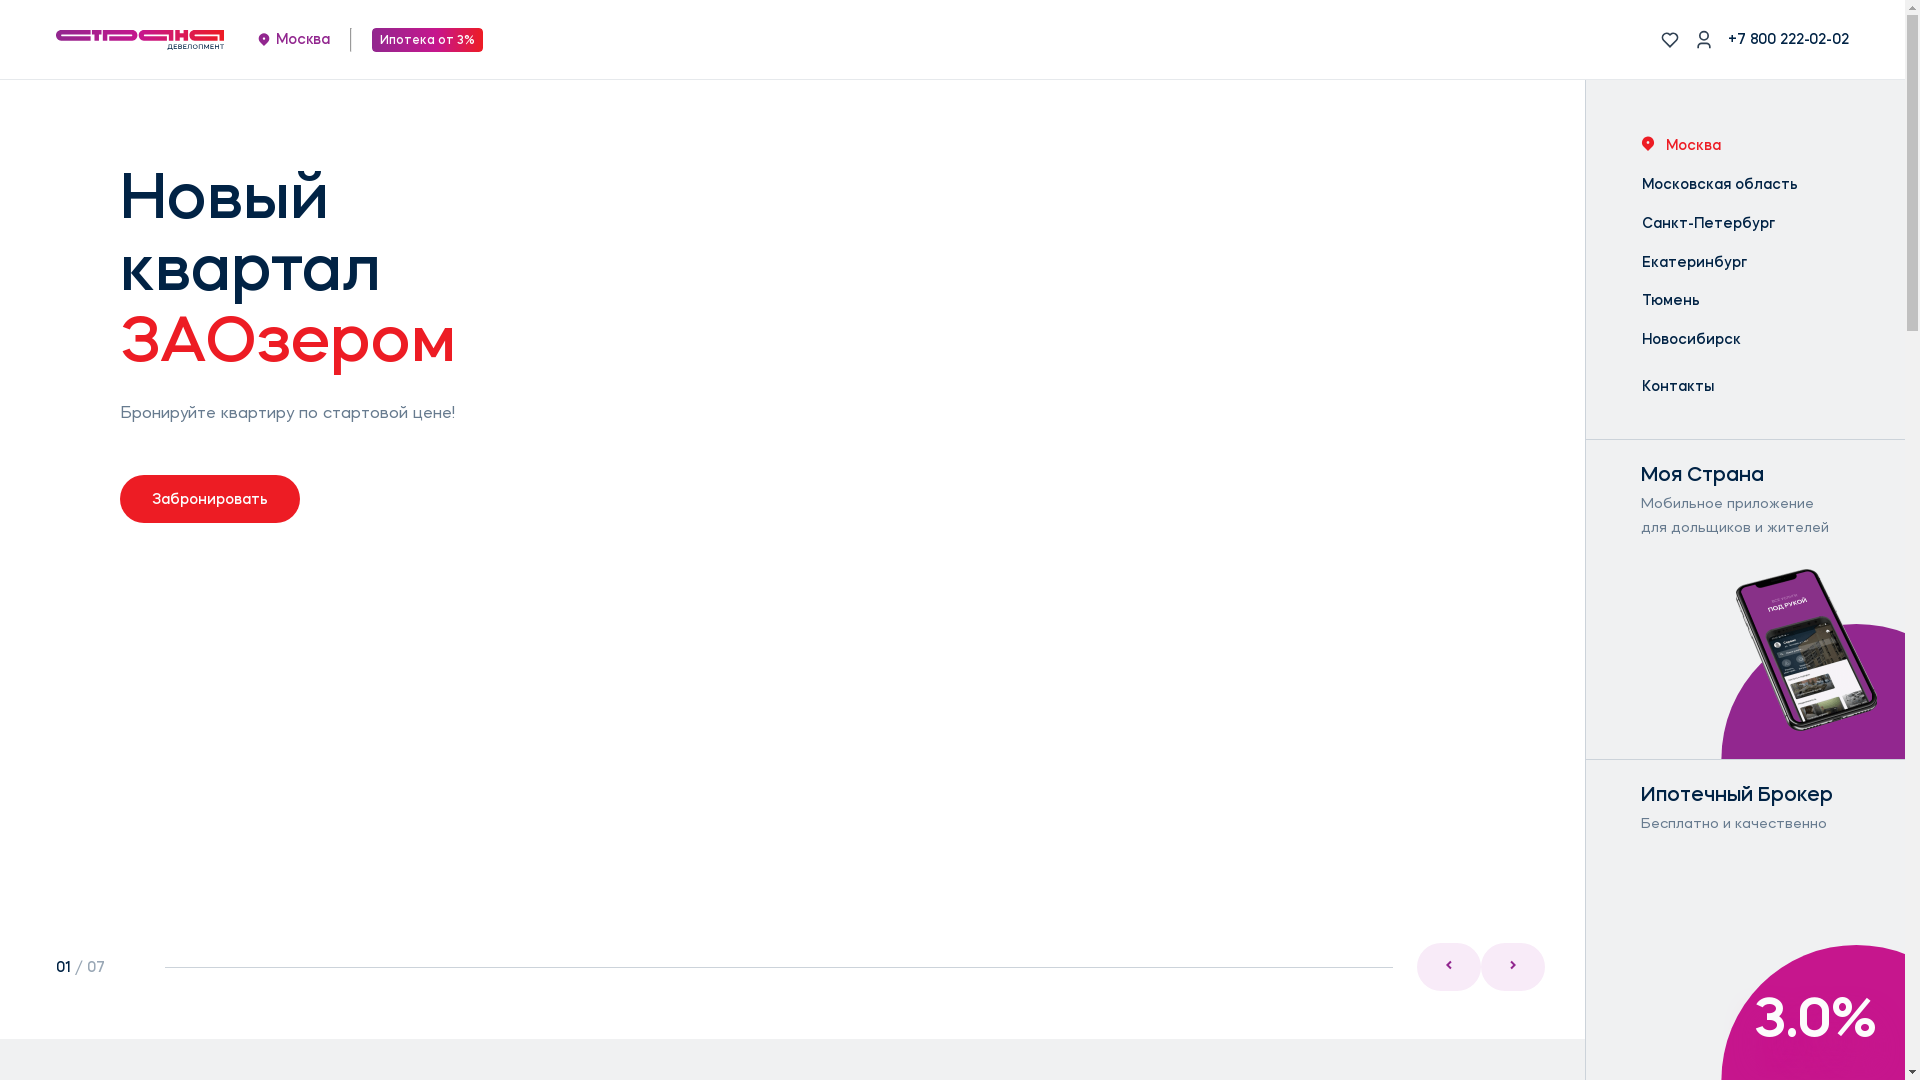 страна
ДЕВЕЛОПМЕНТ
Москва
Ипотека от 3%
+7 800 222-02-02
Новый
квартал
ЗАОзером
Бронируйте квартиру по стартовой цене!
Забронировать
01 / 07
Москва
Московская область
Санкт-Петербург
Екатеринбург
Тюмень
Новосибирск
Контакты
Моя Страна
Мобильное приложение
для дольщиков и жителей
ПОД РУКОЙ
Ипотечный Брокер
Бесплатно и качественно
3.0%